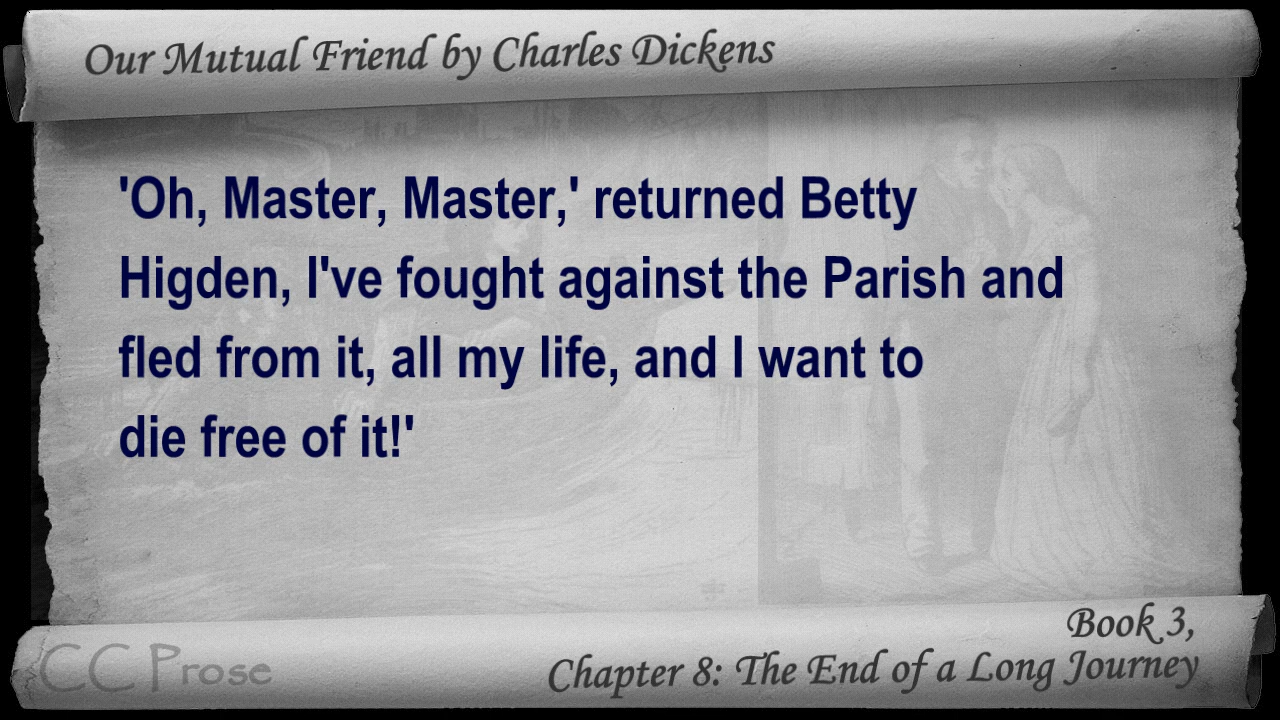 Our Mutual Friend by Charles Dickens
'Oh, Master, Master,' returned Betty
Higden, I've fought against the Parish and
fled from it, all my life, and I want to
die free of it!'
Book 3,
Chapter 8: The End of a Long Journey
CC Prose